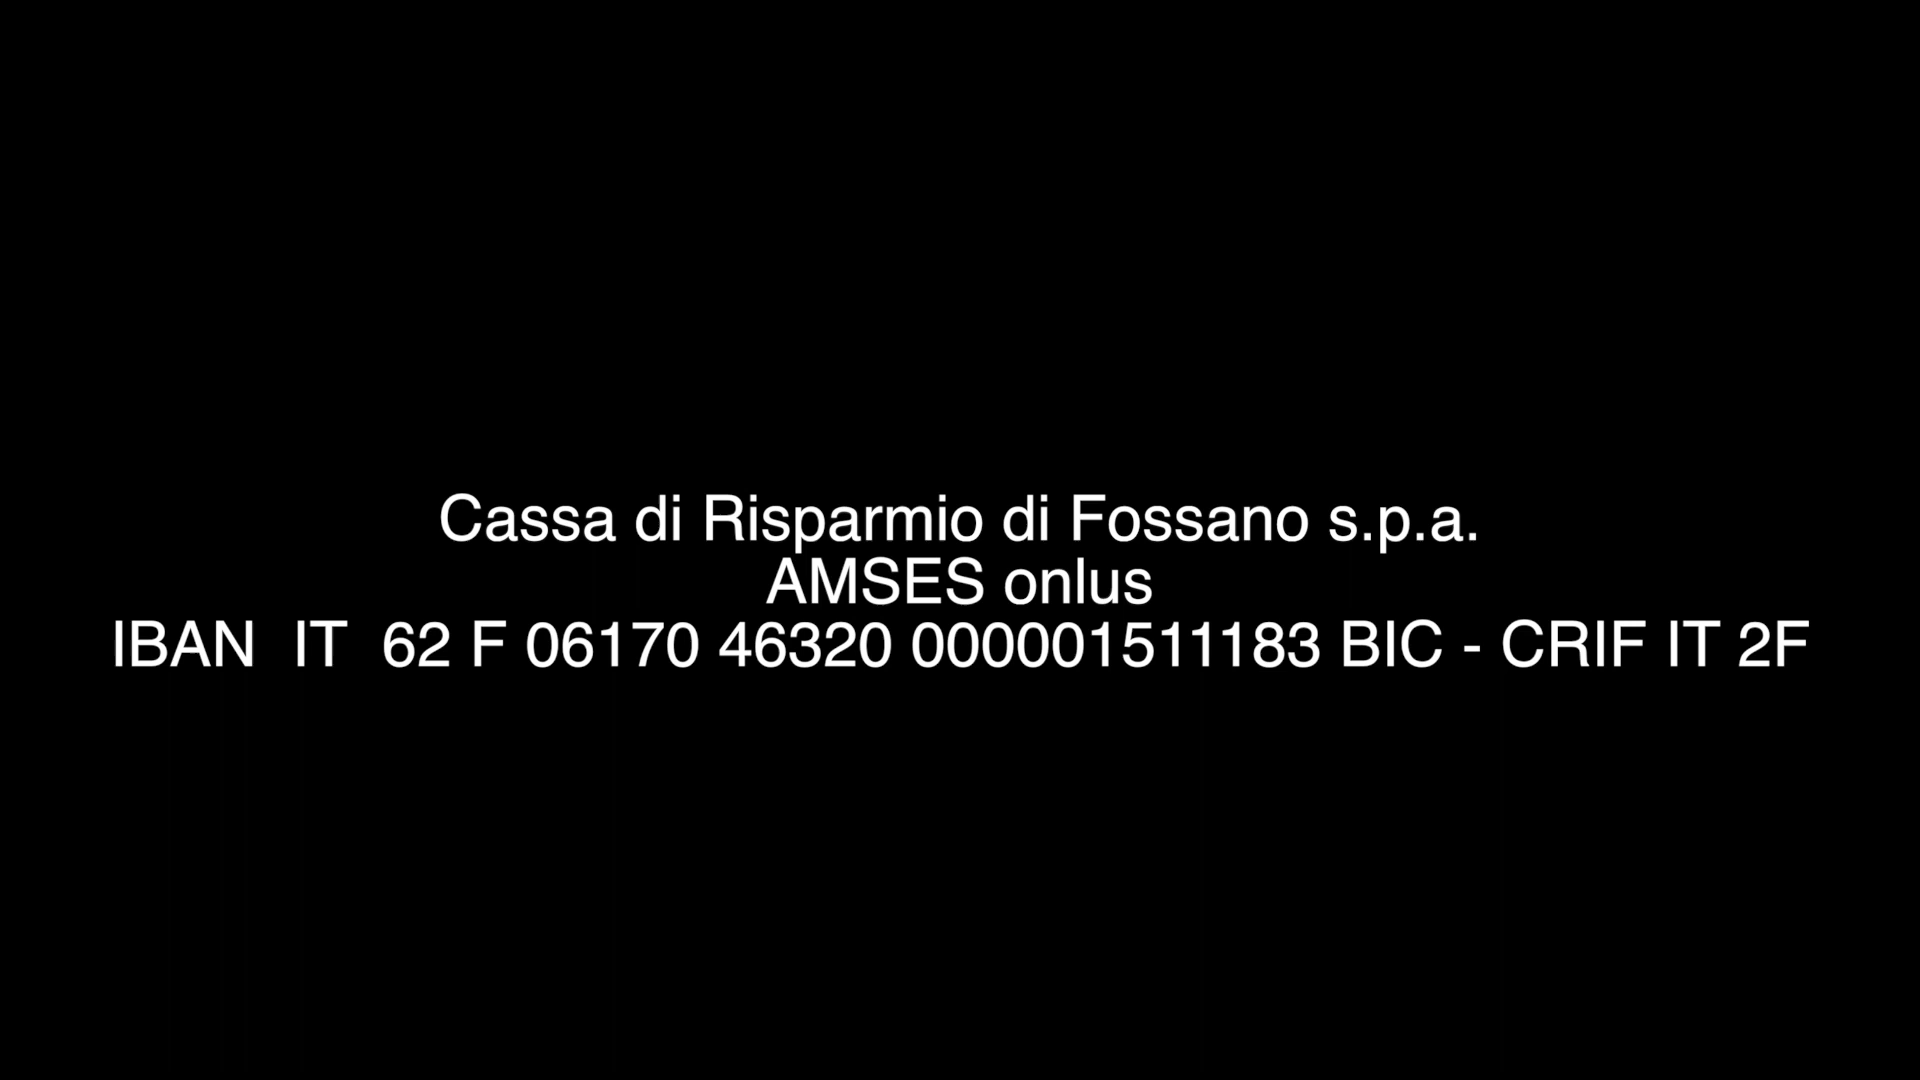 Cassa di Risparmio di Fossano s.p.a.
AMSES onlus
IBAN  IT  62 F 06170 46320 000001511183 BIC - CRIF IT 2F